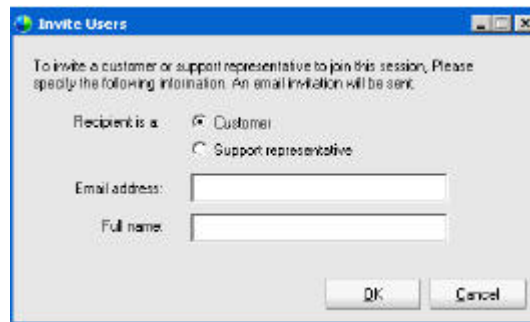 Invite Users
To invite a customer or support representative to join this session, Please
specify the following information. An email invitation will be sent.
Recipient is a:
Customer
Support representative
Email address:
Full name:
OK
Cancel